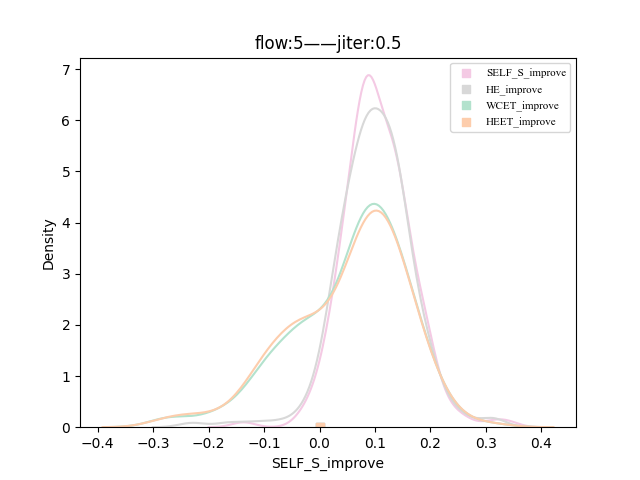 flow:5——jiter:0.5
SELF_S_improve
HE_improve
WCET_improve
HEET_improve
Density
7
6
5
4
3
2
1
0
−0.4 −0.3 −0.2 −0.1 0.0 0.1 0.2 0.3 0.4
SELF_S_improve